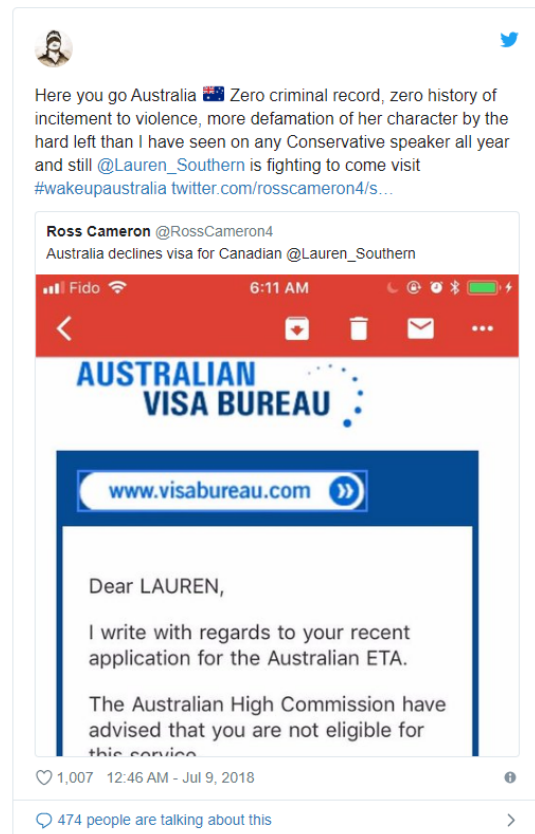 Here you go Australia 🇦🇺 Zero criminal record, zero history of
incitement to violence, more defamation of her character by the
hard left than I have seen on any Conservative speaker all year
and still @Lauren_Southern is fighting to come visit
#wakeupaustralia twitter.com/rosscameron4/s…
Ross Cameron @RossCameron4
Australia declines visa for Canadian @Lauren_Southern
Fido 6:11 AM
AUSTRALIAN
VISA BUREAU
www.visabureau.com
Dear LAUREN,
I write with regards to your recent
application for the Australian ETA.
The Australian High Commission have
advised that you are not eligible for
this service
1,007 12:46 AM - Jul 9, 2018
474 people are talking about this